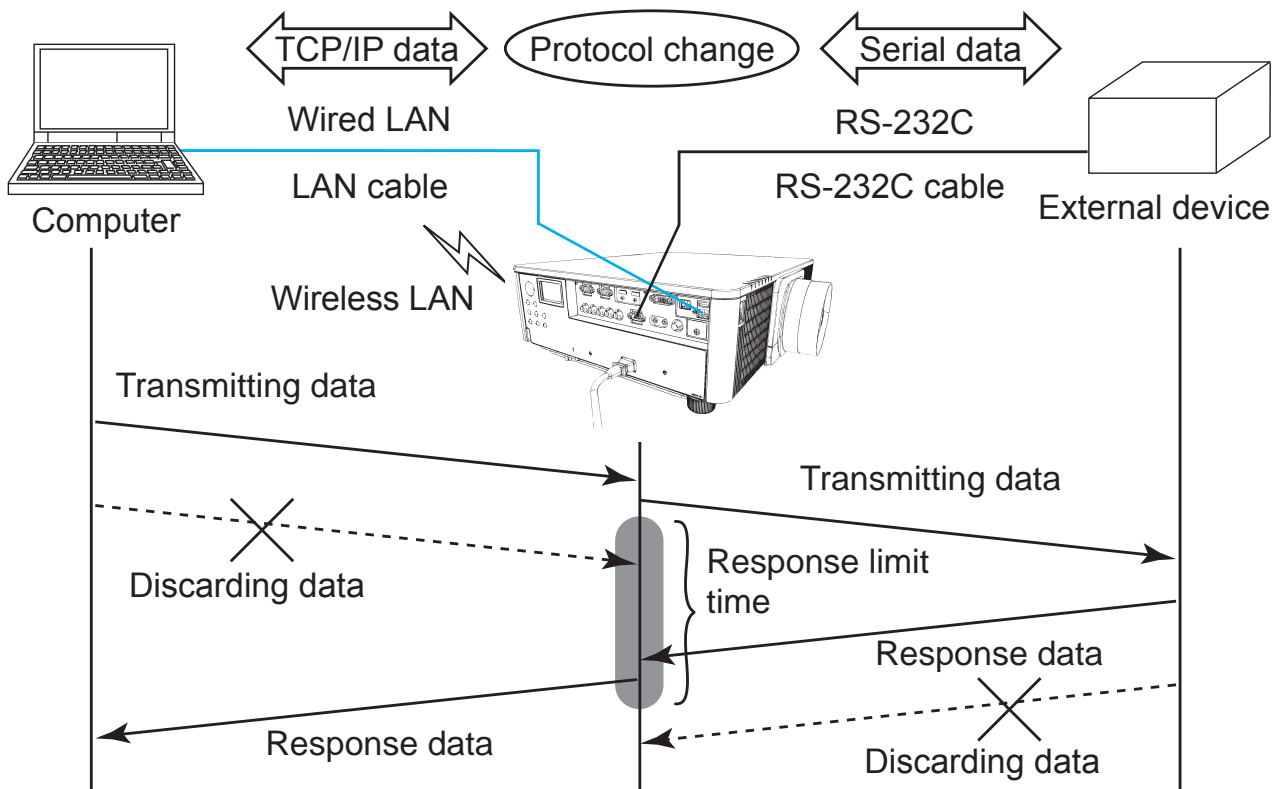 TCP/IP data
Protocol change
Serial data
Wired LAN
RS-232C
LAN cable
RS-232C cable
Computer
External device
Wireless LAN
Transmitting data
Transmitting data
Discarding data
Response limit
time
Response data
Response data
Discarding data